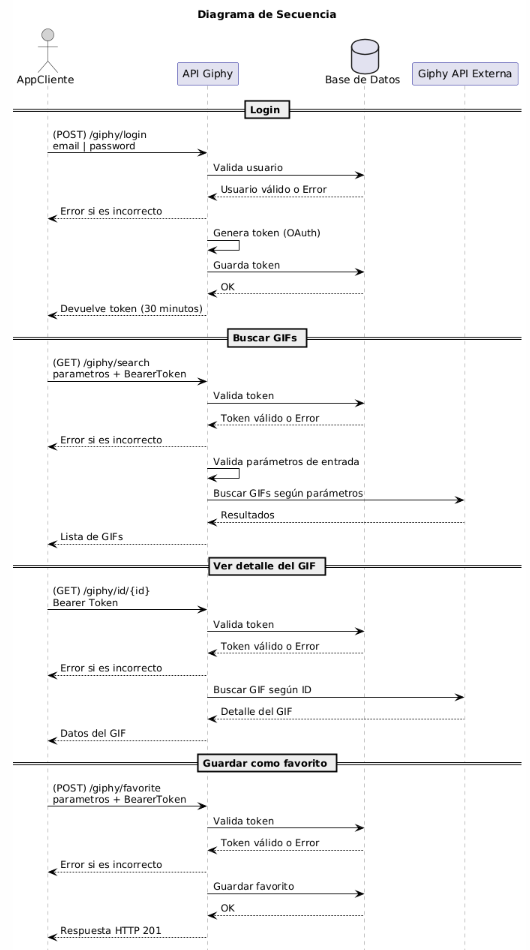 Diagrama de Secuencia
AppCliente
API Giphy
Base de Datos
Giphy API Externa
Login
(POST) /giphy/login
email | password
Valida usuario
Usuario válido o Error
Error si es incorrecto
Genera token (OAuth)
Guarda token
OK
Devuelve token (30 minutos)
Buscar GIFs
(GET) /giphy/search
parametros + BearerToken
Valida token
Token válido o Error
Error si es incorrecto
Valida parámetros de entrada
Buscar GIFs según parámetros
Resultados
Lista de GIFs
Ver detalle del GIF
(GET) /giphy/id/{id}
Bearer Token
Valida token
Token válido o Error
Error si es incorrecto
Buscar GIF según ID
Detalle del GIF
Datos del GIF
Guardar como favorito
(POST) /giphy/favorite
parametros + BearerToken
Valida token
Token válido o Error
Error si es incorrecto
Guardar favorito
OK
Respuesta HTTP 201